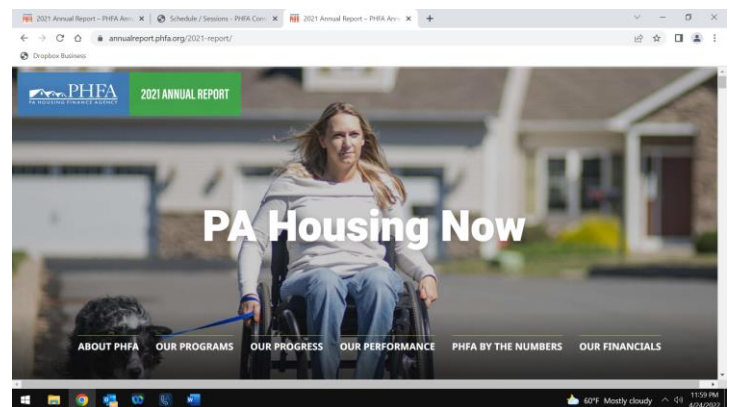 2021 Annual Report – PHFA Ann
Schedule / Sessions - PHFA Con
2021 Annual Report – PHFA Ann
annualreport.phfa.org/2021-report/
Dropbox Business
PHFA
PA HOUSING FINANCE AGENCY
2021 ANNUAL REPORT
PA Housing Now
ABOUT PHFA OUR PROGRAMS OUR PROGRESS OUR PERFORMANCE PHFA BY THE NUMBERS OUR FINANCIALS
60°F Mostly cloudy
11:59 PM
4/24/2022